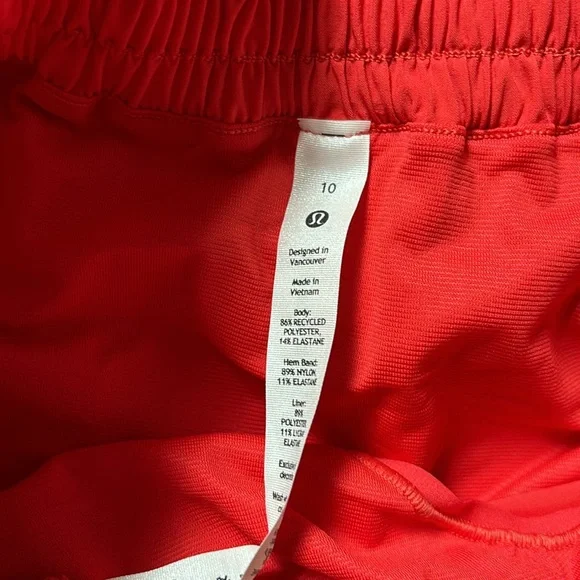 10
Designed in
Vancouver
Made in
Vietnam
Body:
86% RECYCLED
POLYESTER,
14% ELASTANE
Hem Band:
89% NYLON
11% ELASTANE
Liner:
89%
POLYESTER
11%
ELASTANE